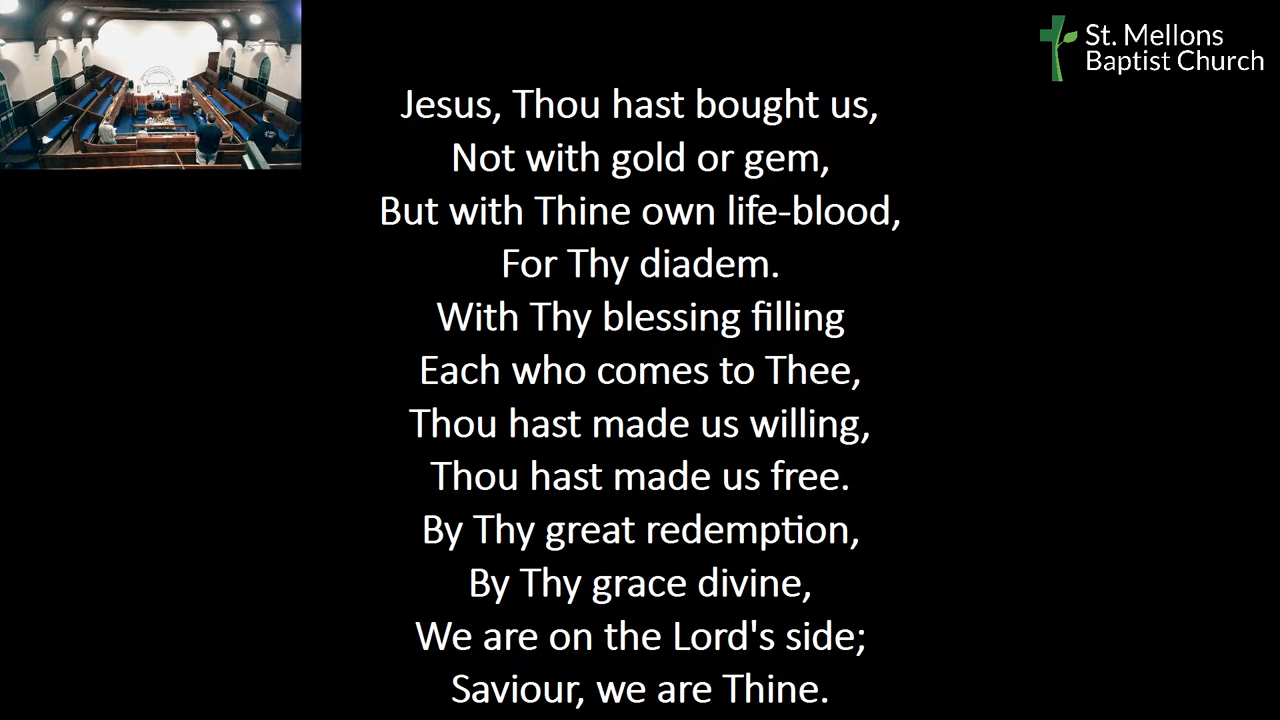 St. Mellons
Baptist Church
Jesus, Thou hast bought us,
Not with gold or gem,
But with Thine own life-blood,
For Thy diadem.
With Thy blessing filling
Each who comes to Thee,
Thou hast made us willing,
Thou hast made us free.
By Thy great redemption,
By Thy grace divine,
We are on the Lord's side;
Saviour, we are Thine.